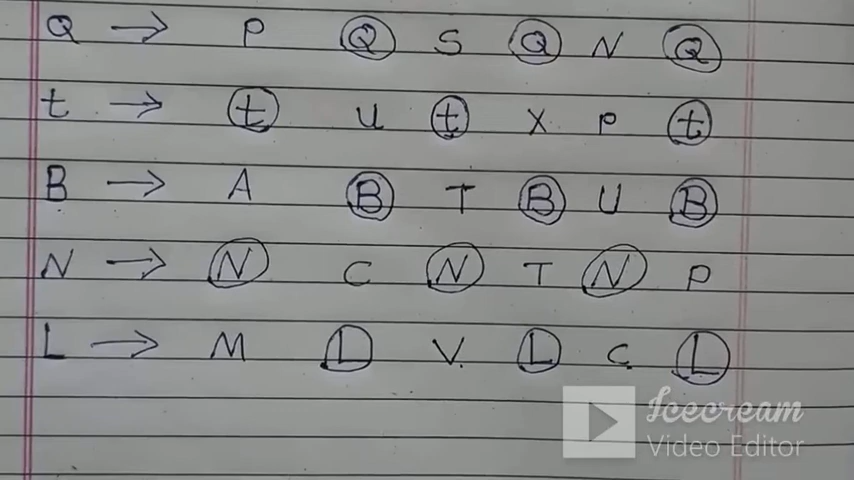 Q → P Q S Q N Q
t → t U t X P t
B → A B T B U B
N → N C N T N P
L → M L V. L C L
Icecream
Video Editor